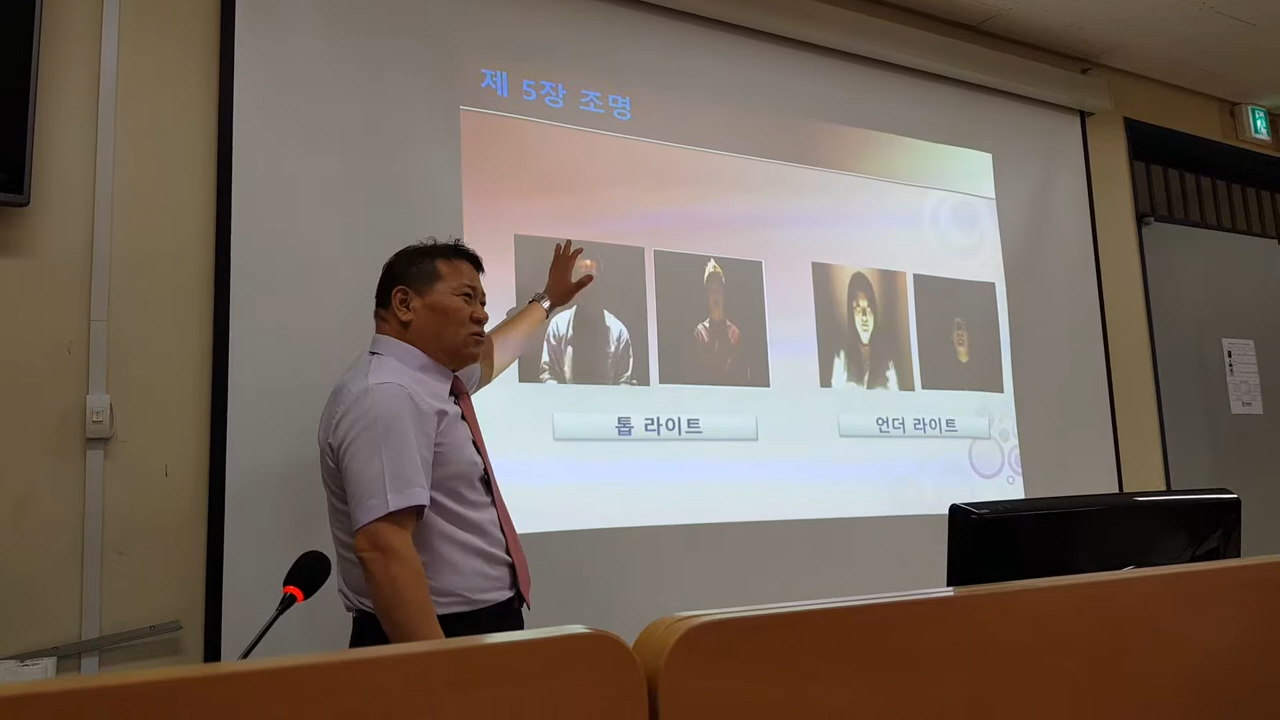 제 5장 조명
톱 라이트
언더 라이트